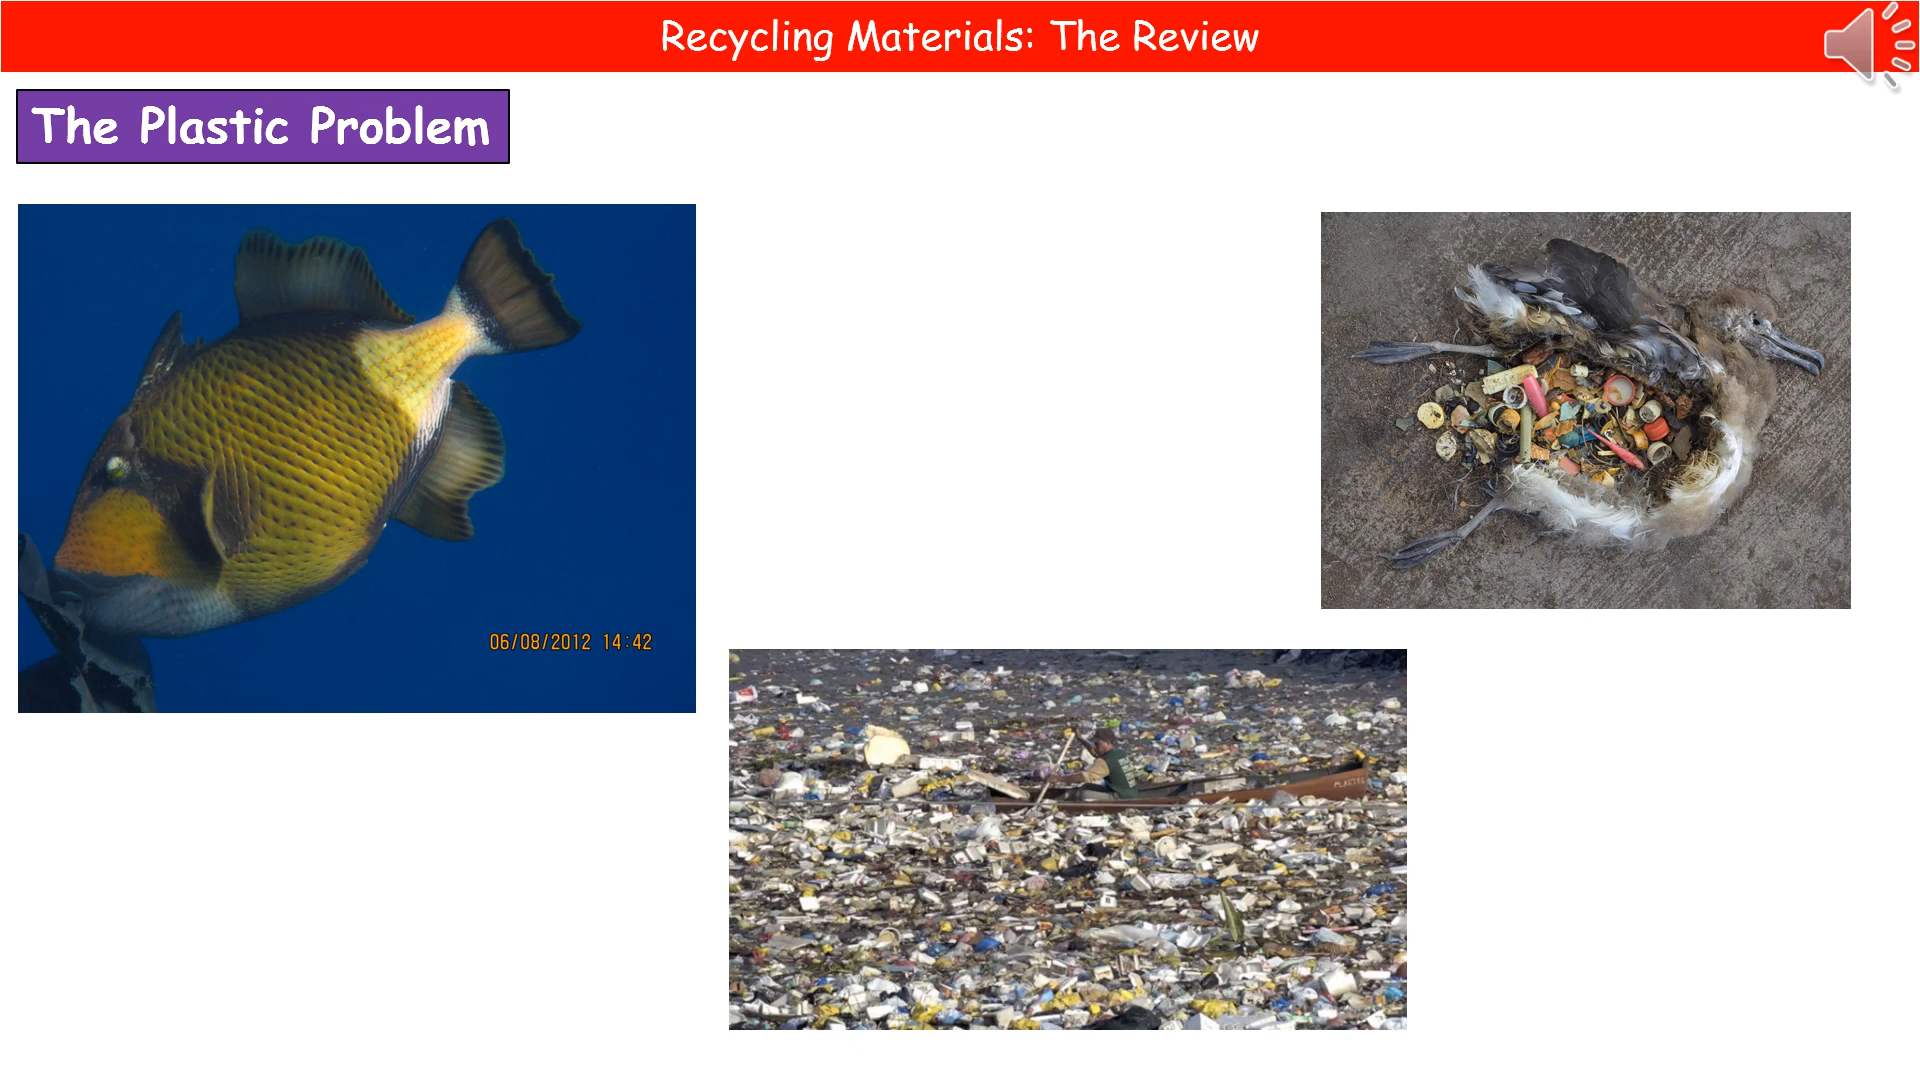 Recycling Materials: The Review
The Plastic Problem
06/08/2012 14:42